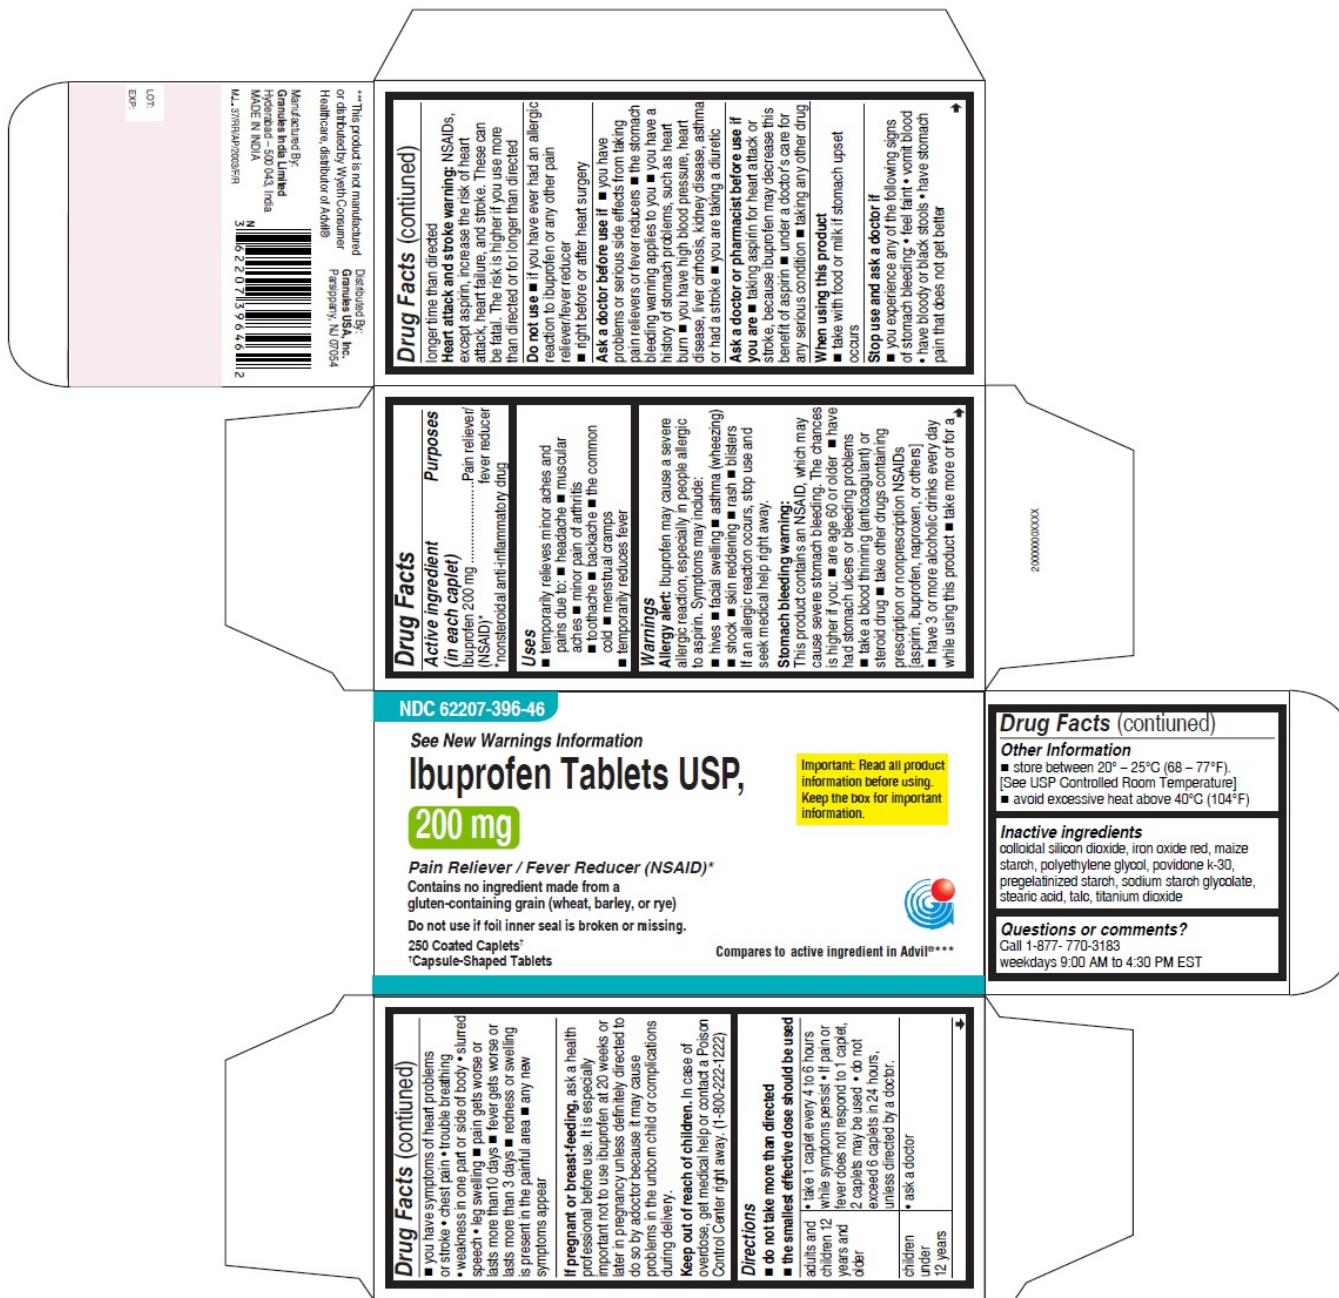 ***This product is not manufactured
or distributed by Wyeth Consumer
Healthcare, distributor of Advil®
Distributed By:
Granules USA, Inc.
Parsippany, NJ 07054
Manufactured By:
Granules India Limited
Hyderabad – 500 043, India
MADE IN INDIA
37/RR/AP/2003/F/R
N
3 62207 39646 2
LOT:
EXP:
Drug Facts (contiuned)
longer time than directed
Heart attack and stroke warning: NSAIDs,
except aspirin, increase the risk of heart
attack, heart failure, and stroke. These can
be fatal. The risk is higher if you use more
than directed or for longer than directed
Do not use ■ if you have ever had an allergic
reaction to ibuprofen or any other pain
reliever/fever reducer
■ right before or after heart surgery
Ask a doctor before use if ■ you have
problems or serious side effects from taking
pain relievers or fever reducers ■ the stomach
bleeding warning applies to you ■ you have a
history of stomach problems, such as heart
burn ■ you have high blood pressure, heart
disease, liver cirrhosis, kidney disease, asthma
or had a stroke ■ you are taking a diuretic
Ask a doctor or pharmacist before use if
you are ■ taking aspirin for heart attack or
stroke, because ibuprofen may decrease this
benefit of aspirin ■ under a doctor's care for
any serious condition ■ taking any other drug
When using this product
■ take with food or milk if stomach upset
occurs
Stop use and ask a doctor if
■ you experience any of the following signs
of stomach bleeding: • feel faint • vomit blood
• have bloody or black stools • have stomach
pain that does not get better
Drug Facts
Active ingredient Purposes
(in each caplet)
Ibuprofen 200 mg ........................Pain reliever/
(NSAID)* fever reducer
*nonsteroidal anti-inflammatory drug
Uses
■ temporarily relieves minor aches and
pains due to: ■ headache ■ muscular
aches ■ minor pain of arthritis
■ toothache ■ backache ■ the common
cold ■ menstrual cramps
■ temporarily reduces fever
Warnings
Allergy alert: Ibuprofen may cause a severe
allergic reaction, especially in people allergic
to aspirin. Symptoms may include:
■ hives ■ facial swelling ■ asthma (wheezing)
■ shock ■ skin reddening ■ rash ■ blisters
If an allergic reaction occurs, stop use and
seek medical help right away.
Stomach bleeding warning:
This product contains an NSAID, which may
cause severe stomach bleeding. The chances
is higher if you: ■ are age 60 or older ■ have
had stomach ulcers or bleeding problems
■ take a blood thinning (anticoagulant) or
steroid drug ■ take other drugs containing
prescription or nonprescription NSAIDs
[aspirin, ibuprofen, naproxen, or others]
■ have 3 or more alcoholic drinks every day
while using this product ■ take more or for a
2000000XXXX
NDC 62207-396-46
See New Warnings Information
Ibuprofen Tablets USP,
200 mg
Important: Read all product
information before using.
Keep the box for important
information.
Pain Reliever / Fever Reducer (NSAID)*
Contains no ingredient made from a
gluten-containing grain (wheat, barley, or rye)
Do not use if foil inner seal is broken or missing.
250 Coated Caplets†
†Capsule-Shaped Tablets
Compares to active ingredient in Advil®***
Drug Facts (contiuned)
Other Information
■ store between 20° – 25°C (68 – 77°F).
[See USP Controlled Room Temperature]
■ avoid excessive heat above 40°C (104°F)
Inactive ingredients
colloidal silicon dioxide, iron oxide red, maize
starch, polyethylene glycol, povidone k-30,
pregelatinized starch, sodium starch glycolate,
stearic acid, talc, titanium dioxide
Questions or comments?
Call 1-877- 770-3183
weekdays 9:00 AM to 4:30 PM EST
Drug Facts (contiuned)
■ you have symptoms of heart problems
or stroke • chest pain • trouble breathing
• weakness in one part or side of body • slurred
speech • leg swelling ■ pain gets worse or
lasts more than10 days ■ fever gets worse or
lasts more than 3 days ■ redness or swelling
is present in the painful area ■ any new
symptoms appear
If pregnant or breast-feeding, ask a health
professional before use. It is especially
important not to use ibuprofen at 20 weeks or
later in pregnancy unless definitely directed to
do so by adoctor because it may cause
problems in the unborn child or complications
during delivery.
Keep out of reach of children. In case of
overdose, get medical help or contact a Poison
Control Center right away. (1-800-222-1222)
Directions
■ do not take more than directed
■ the smallest effective dose should be used
adults and
children 12
years and
older
• take 1 caplet every 4 to 6 hours
while symptoms persist • If pain or
fever does not respond to 1 caplet,
2 caplets may be used • do not
exceed 6 caplets in 24 hours,
unless directed by a doctor.
children
under
12 years
• ask a doctor